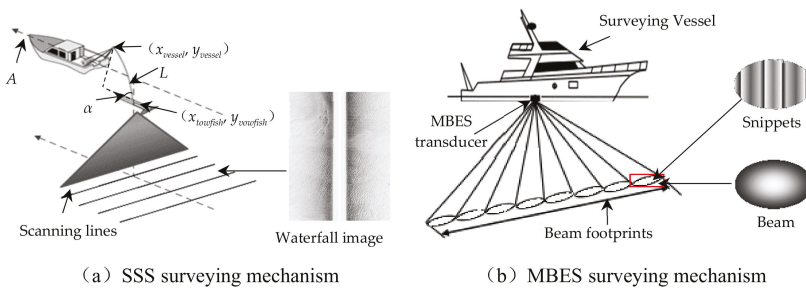 (x_vessel, y_vessel)
A
L
α
(x_towfish, y_vowfish)
Scanning lines
Waterfall image
(a) SSS surveying mechanism
Surveying Vessel
MBES
transducer
Snippets
Beam
Beam footprints
(b) MBES surveying mechanism